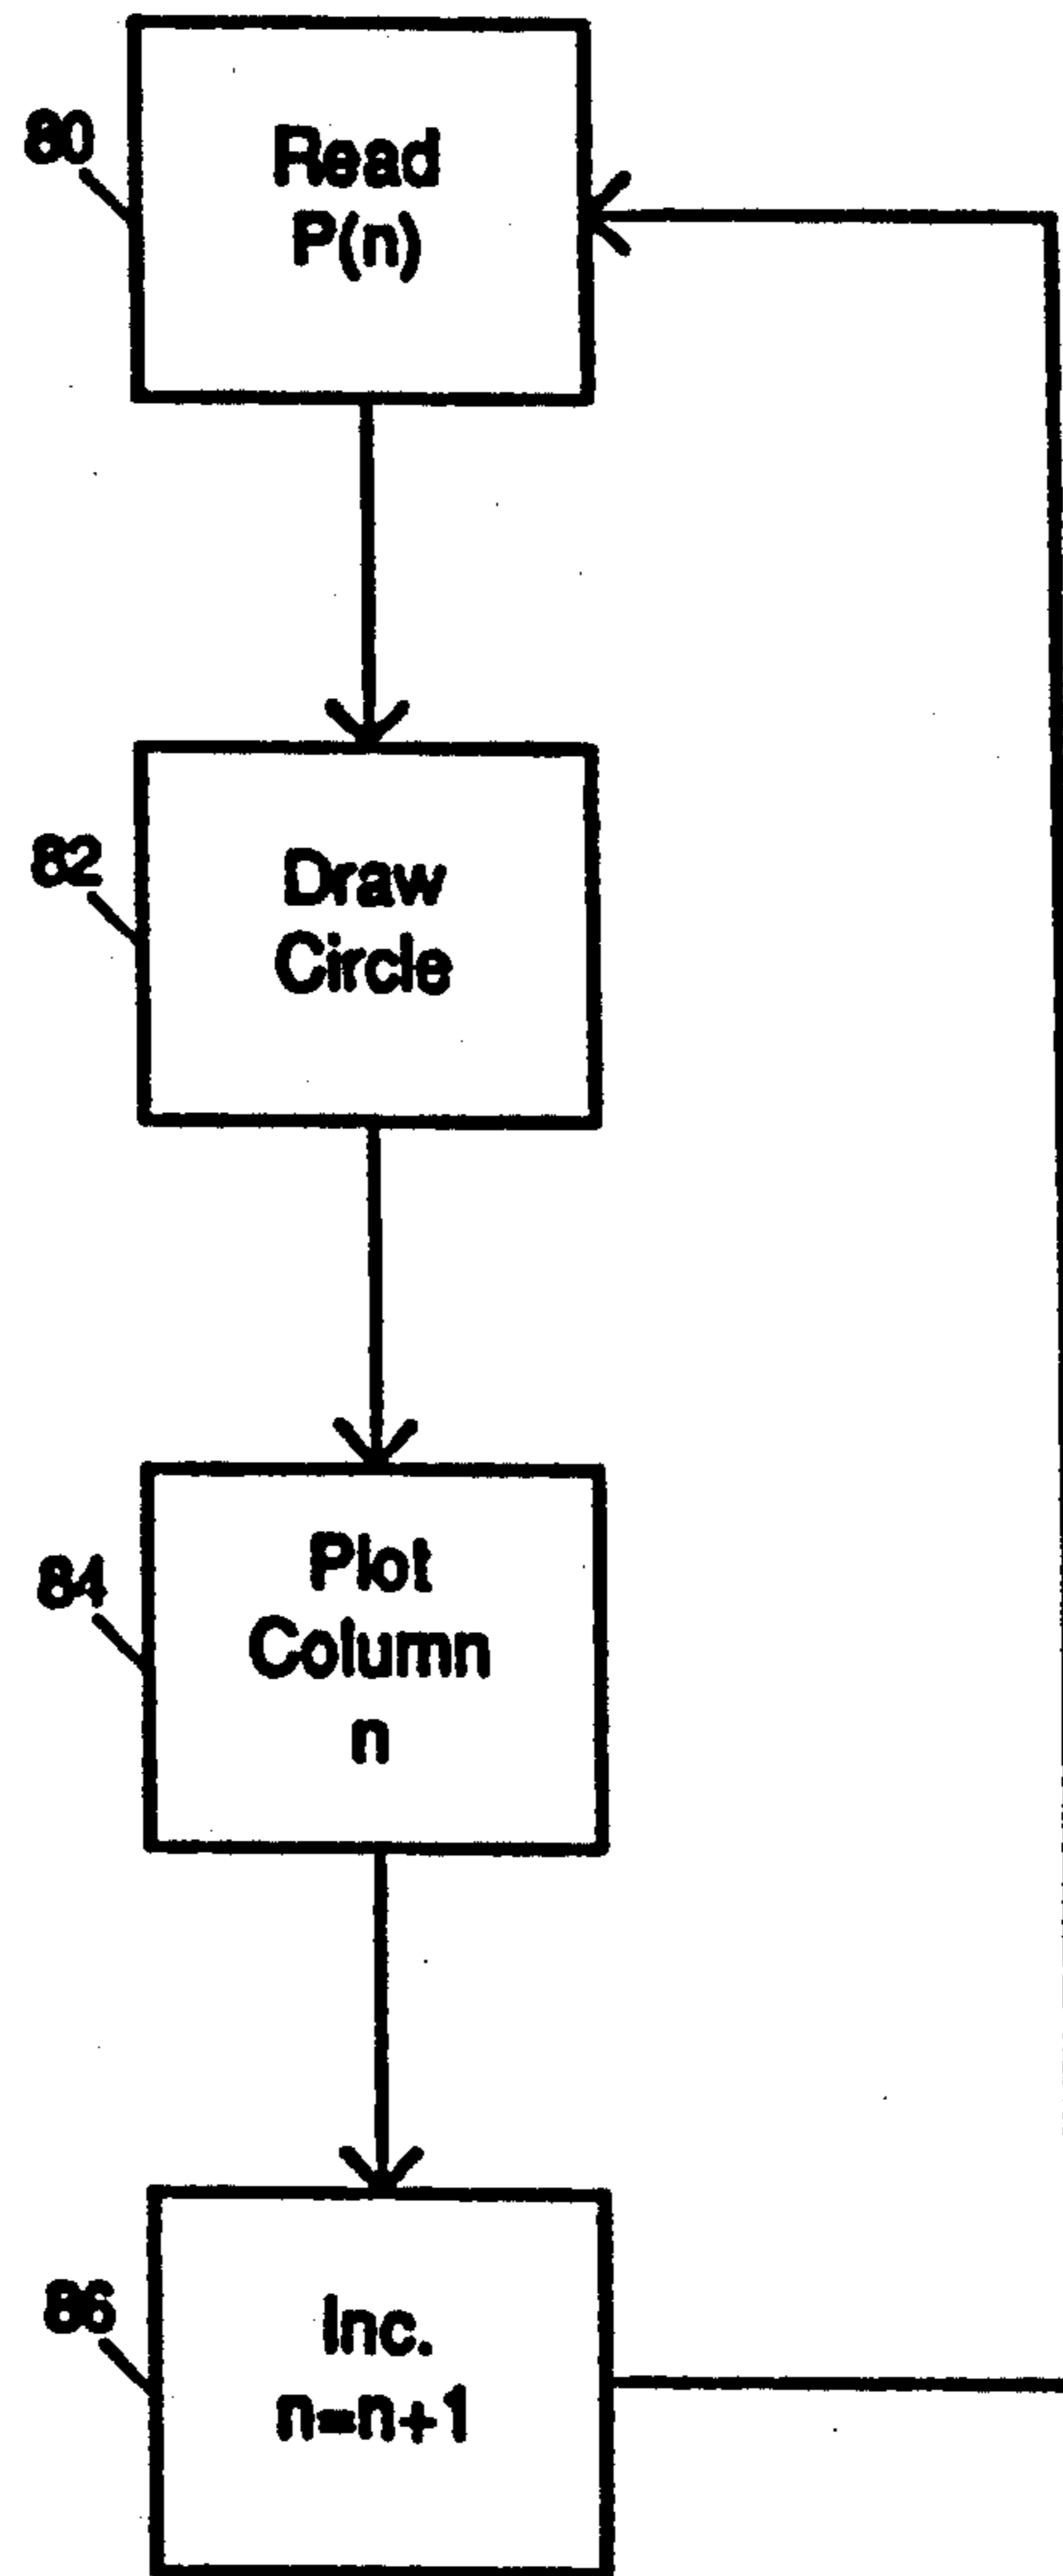 80
Read
P(n)
82
Draw
Circle
84
Plot
Column
n
86
Inc.
n=n+1